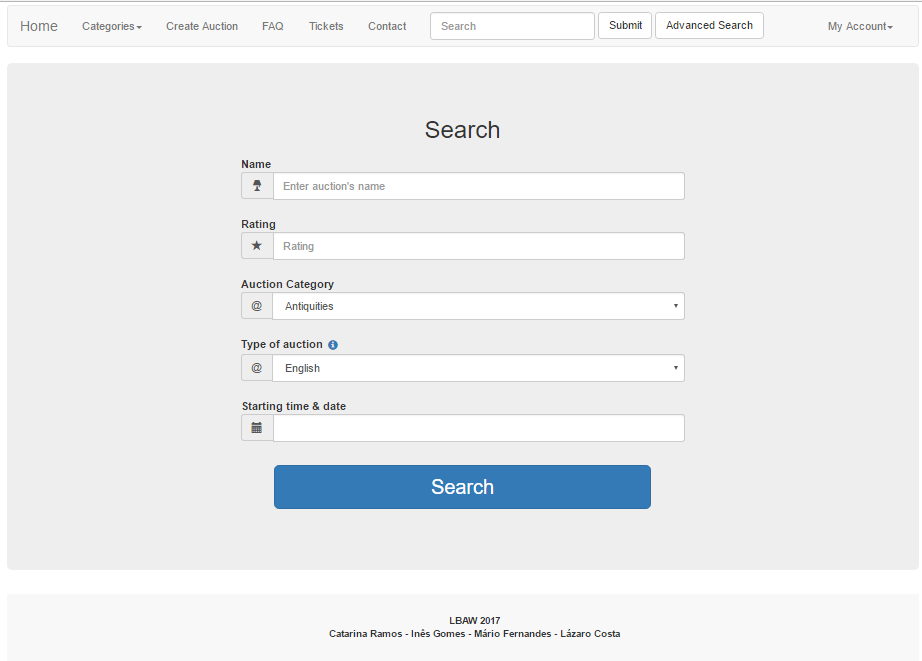 Home Categories Create Auction FAQ Tickets Contact Search Submit Advanced Search My Account
Search
Name
Enter auction's name
Rating
Rating
Auction Category
@ Antiquities
Type of auction
@ English
Starting time & date
Search
LBAW 2017
Catarina Ramos - Inês Gomes - Mário Fernandes - Lázaro Costa